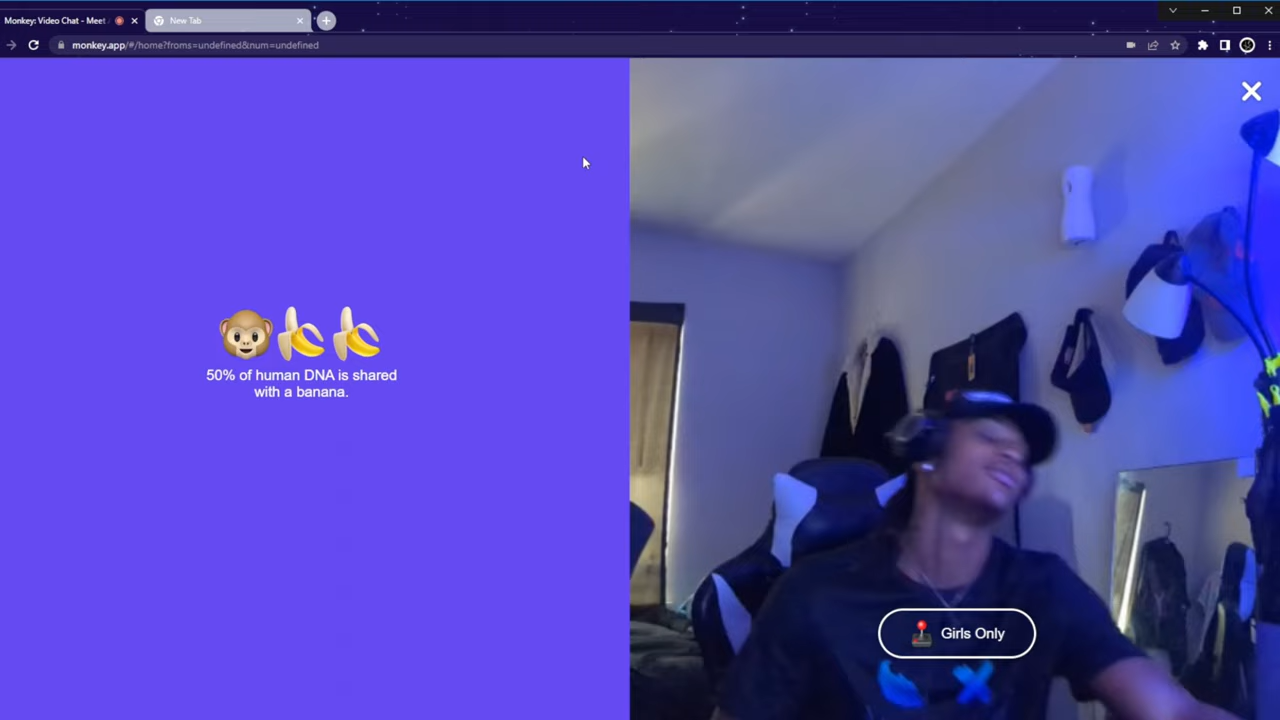 Monkey: Video Chat - Meet
New Tab
monkey.app/#/home?froms=undefined&num=undefined
50% of human DNA is shared
with a banana.
Girls Only